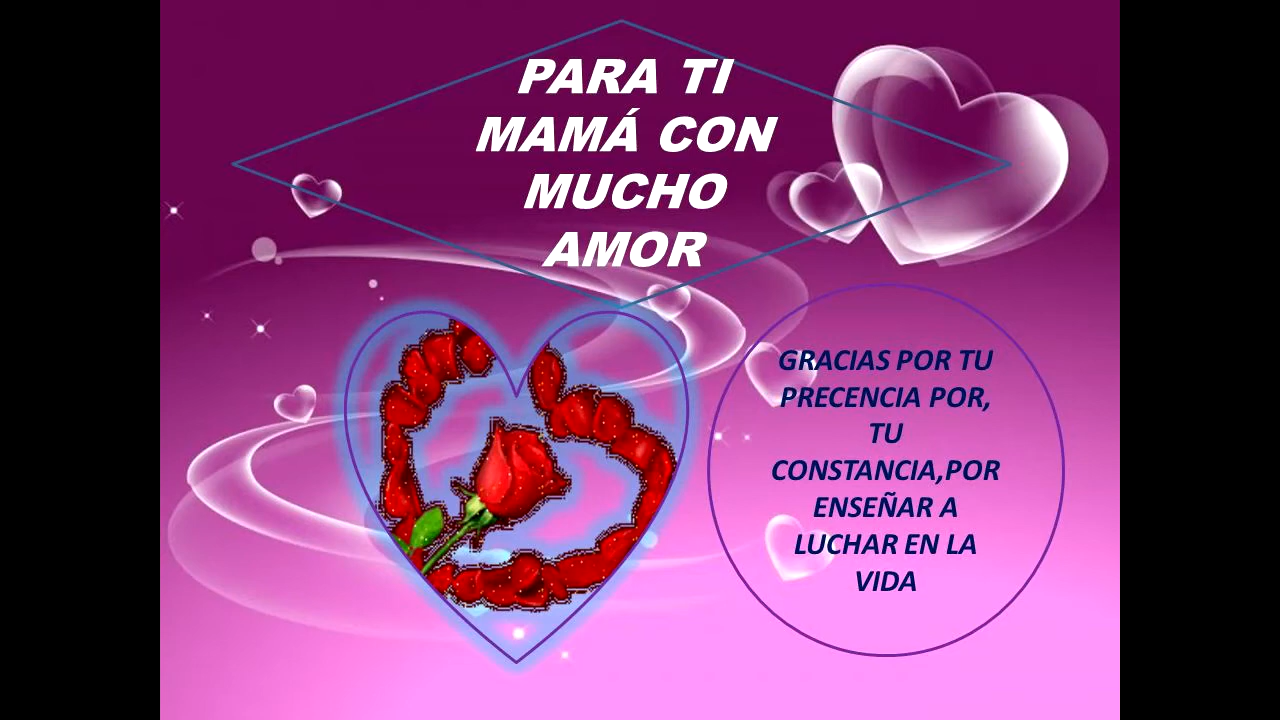 PARA TI
MAMÁ CON
MUCHO
AMOR
GRACIAS POR TU
PRECENCIA POR,
TU
CONSTANCIA,POR
ENSEÑAR A
LUCHAR EN LA
VIDA